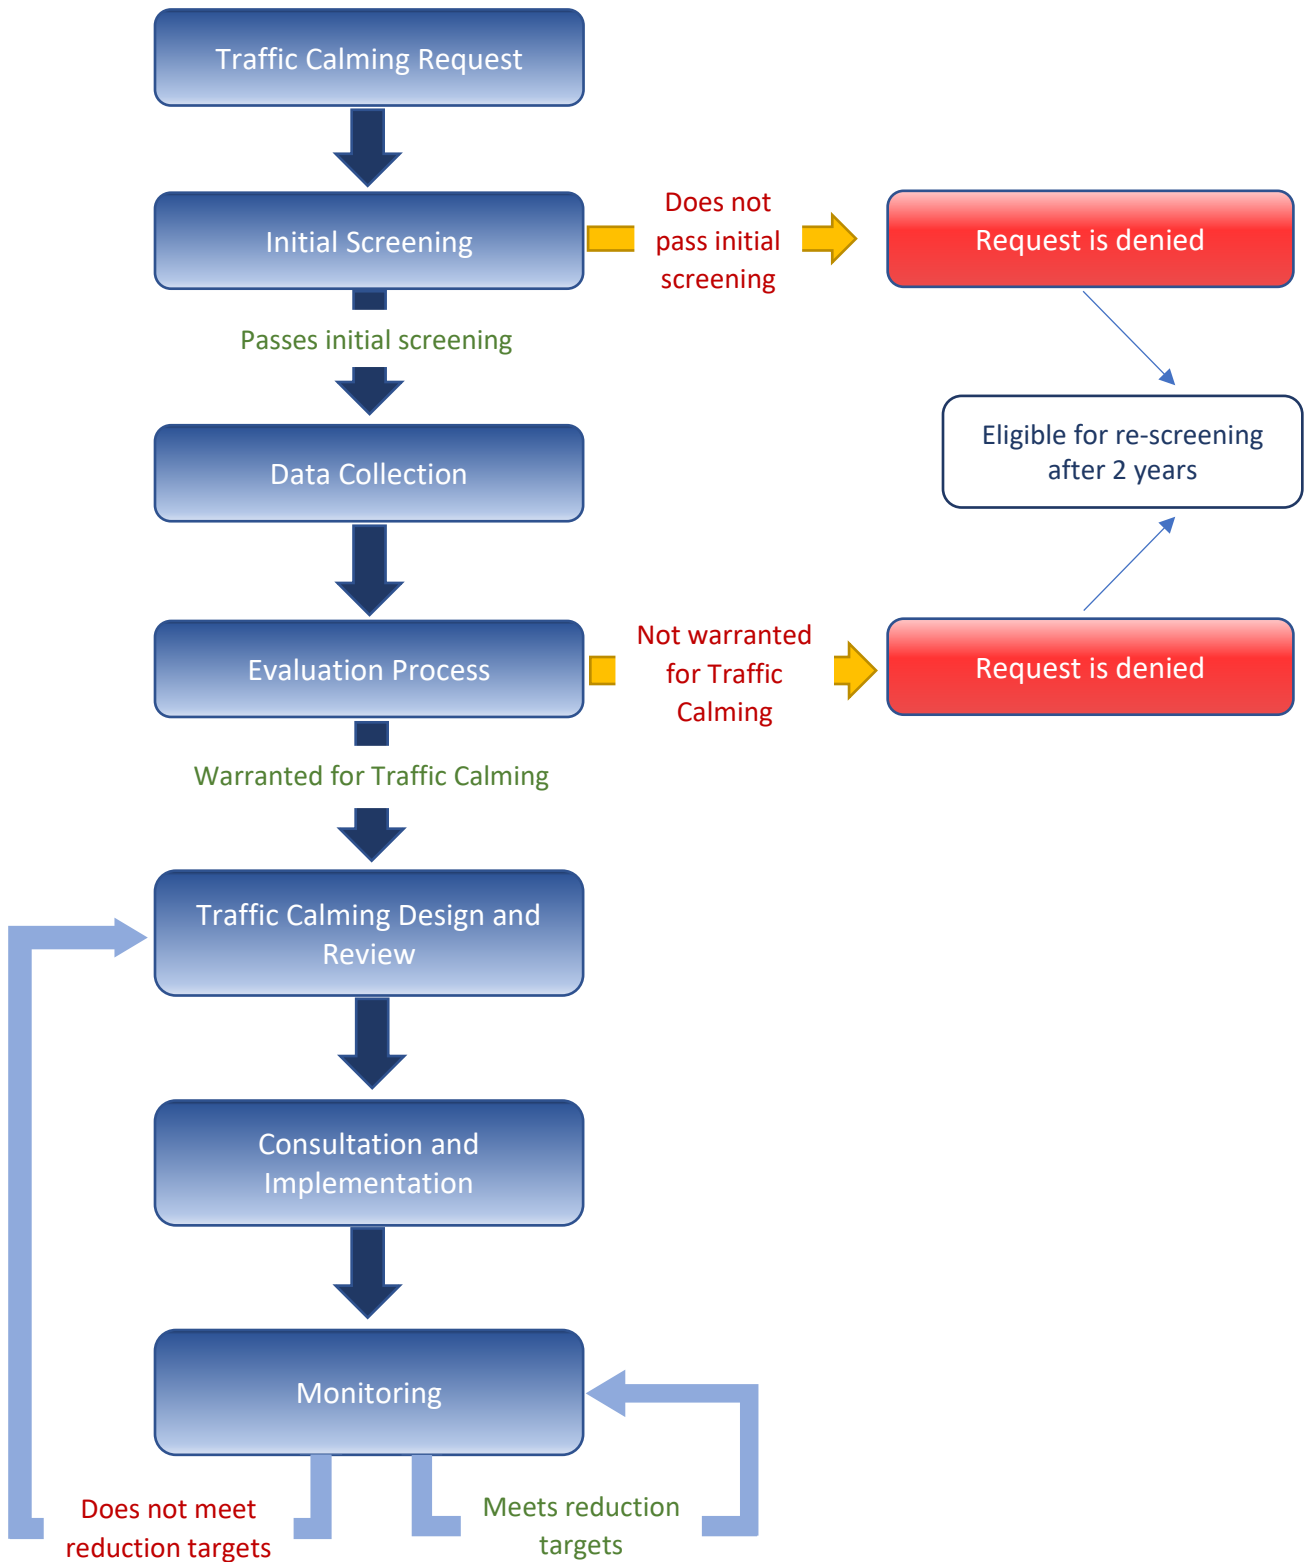 Traffic Calming Request
Initial Screening
Does not
pass initial
screening
Request is denied
Passes initial screening
Eligible for re-screening
after 2 years
Data Collection
Evaluation Process
Not warranted
for Traffic
Calming
Request is denied
Warranted for Traffic Calming
Traffic Calming Design and
Review
Consultation and
Implementation
Monitoring
Does not meet
reduction targets
Meets reduction
targets